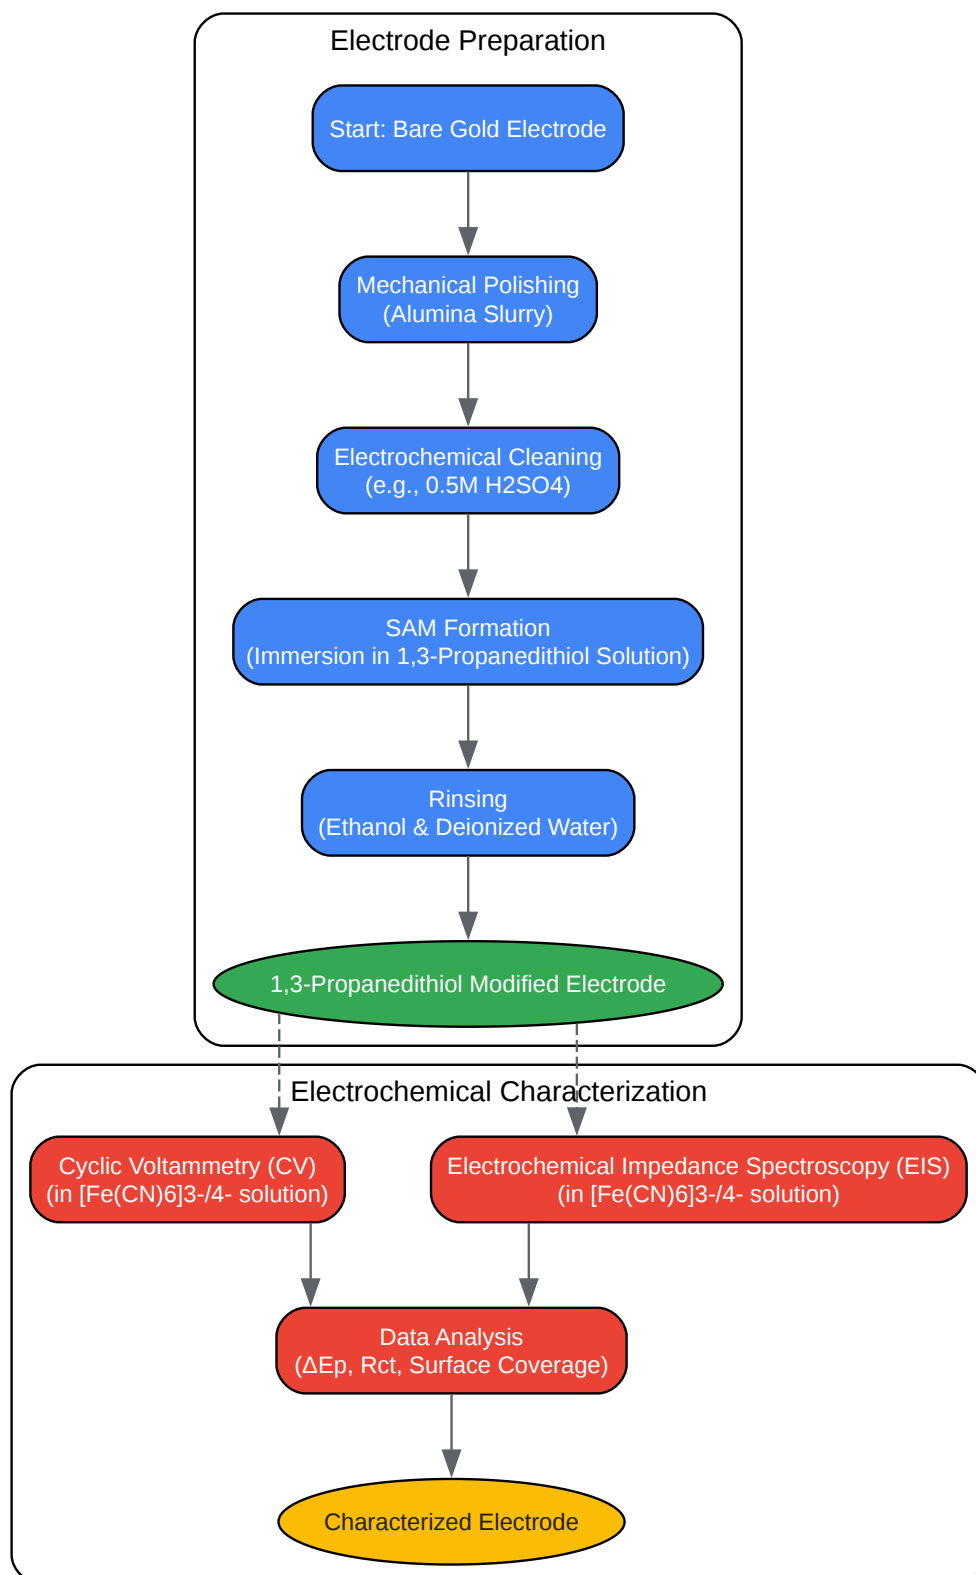 Electrode Preparation
Start: Bare Gold Electrode
Mechanical Polishing
(Alumina Slurry)
Electrochemical Cleaning
(e.g., 0.5M H2SO4)
SAM Formation
(Immersion in 1,3-Propanedithiol Solution)
Rinsing
(Ethanol & Deionized Water)
1,3-Propanedithiol Modified Electrode
Electrochemical Characterization
Cyclic Voltammetry (CV)
(in [Fe(CN)6]3-/4- solution)
Electrochemical Impedance Spectroscopy (EIS)
(in [Fe(CN)6]3-/4- solution)
Data Analysis
(ΔEp, Rct, Surface Coverage)
Characterized Electrode